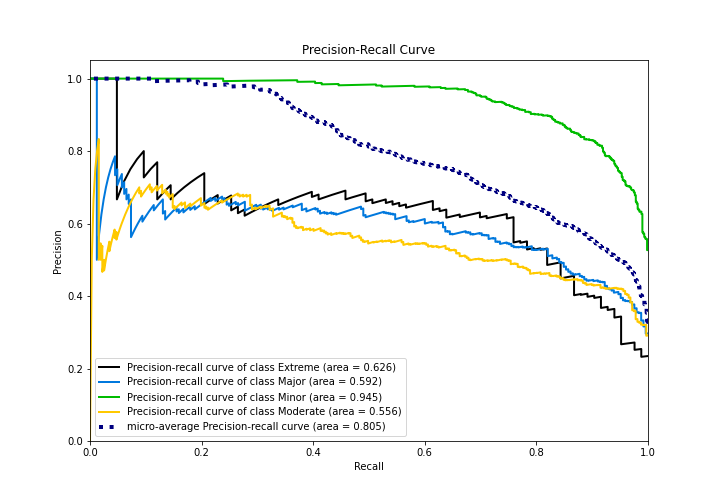 Precision-Recall Curve
1.0
0.8
0.6
0.4
0.2
0.0
Precision
Precision-recall curve of class Extreme (area = 0.626)
Precision-recall curve of class Major (area = 0.592)
Precision-recall curve of class Minor (area = 0.945)
Precision-recall curve of class Moderate (area = 0.556)
micro-average Precision-recall curve (area = 0.805)
0.0 0.2 0.4 0.6 0.8 1.0
Recall